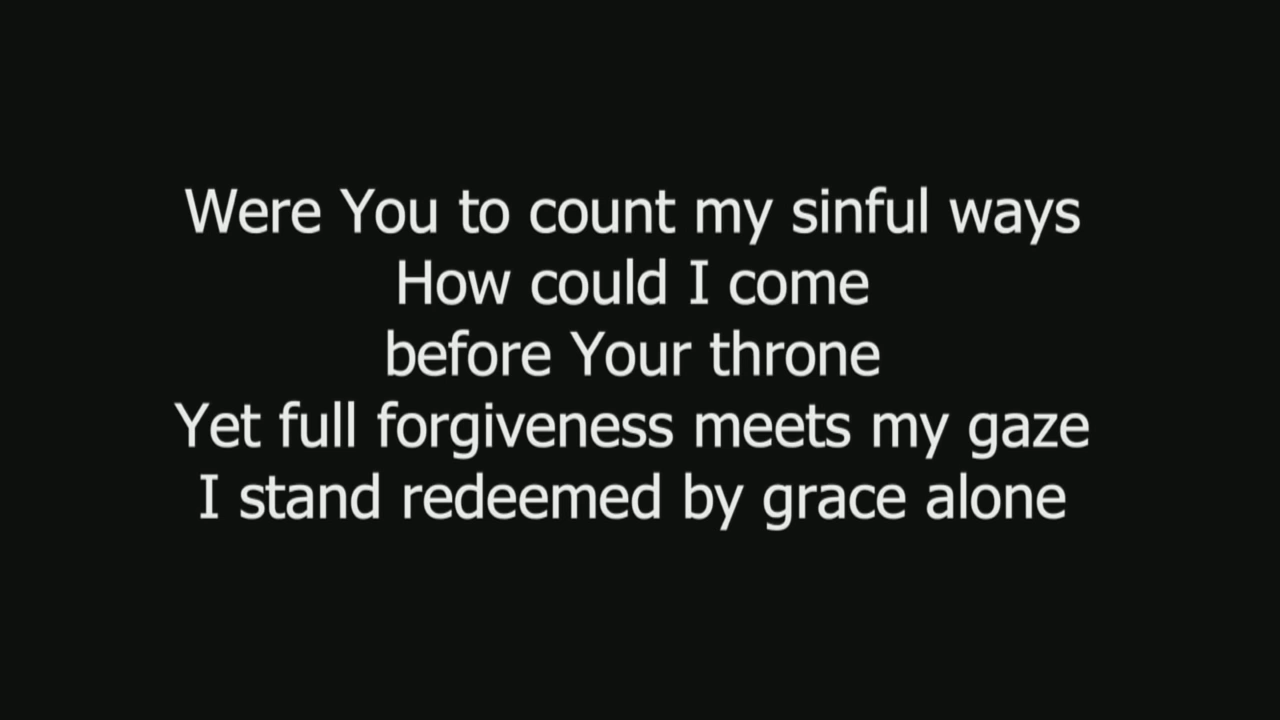 Were You to count my sinful ways
How could I come
before Your throne
Yet full forgiveness meets my gaze
I stand redeemed by grace alone